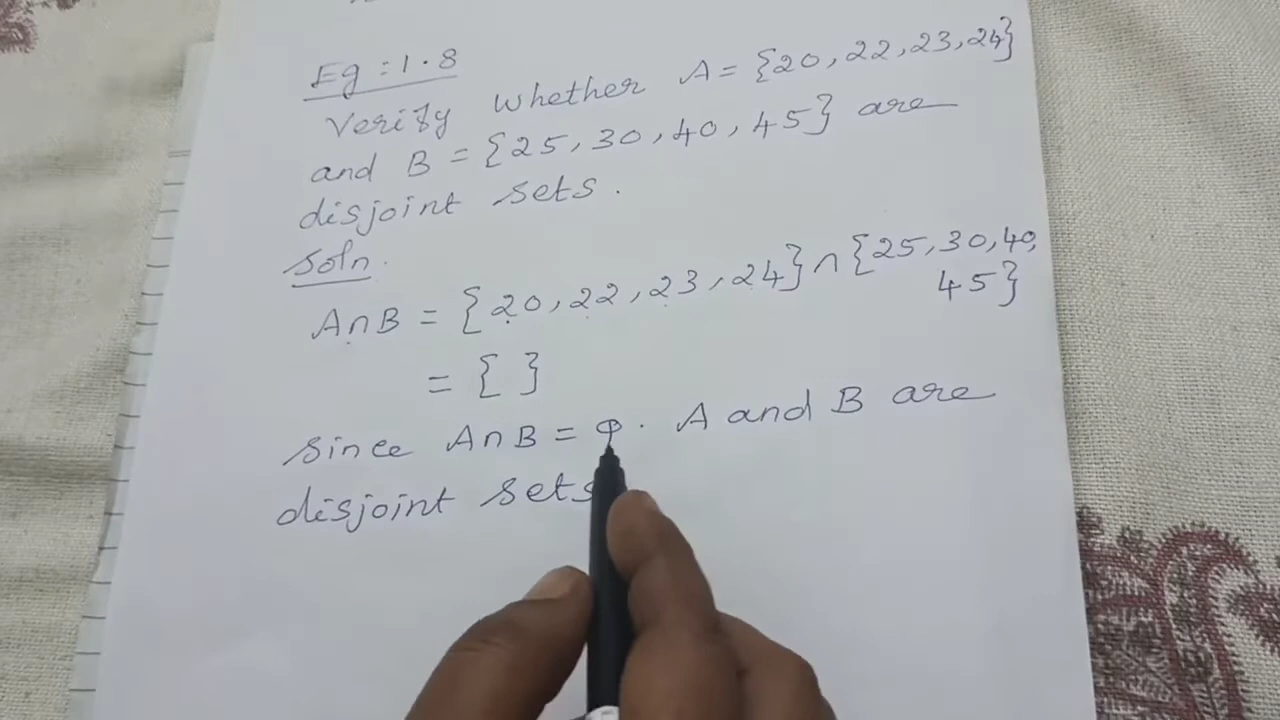 Eg : 1.8
Verify whether A = {20, 22, 23, 24}
and B = {25, 30, 40, 45} are
disjoint sets.
Soln.
A∩B = {20, 22, 23, 24} ∩ {25, 30, 40,
45}
= { }
Since A∩B = φ. A and B are
disjoint sets